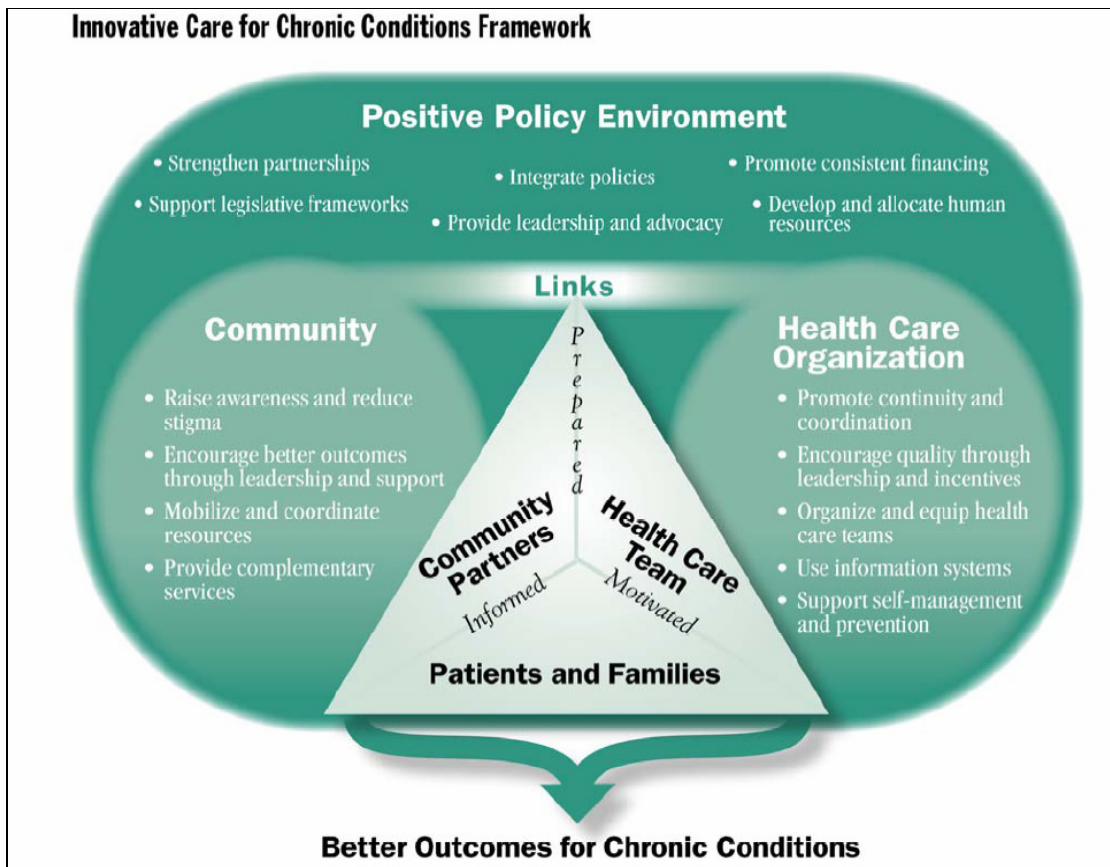 Innovative Care for Chronic Conditions Framework
Positive Policy Environment
• Strengthen partnerships
• Support legislative frameworks
• Integrate policies
• Provide leadership and advocacy
• Promote consistent financing
• Develop and allocate human
resources
Links
Community
• Raise awareness and reduce
stigma
• Encourage better outcomes
through leadership and support
• Mobilize and coordinate
resources
• Provide complementary
services
Prepared
Community
Partners
Informed
Health Care
Team
Motivated
Patients and Families
Health Care
Organization
• Promote continuity and
coordination
• Encourage quality through
leadership and incentives
• Organize and equip health
care teams
• Use information systems
• Support self-management
and prevention
Better Outcomes for Chronic Conditions